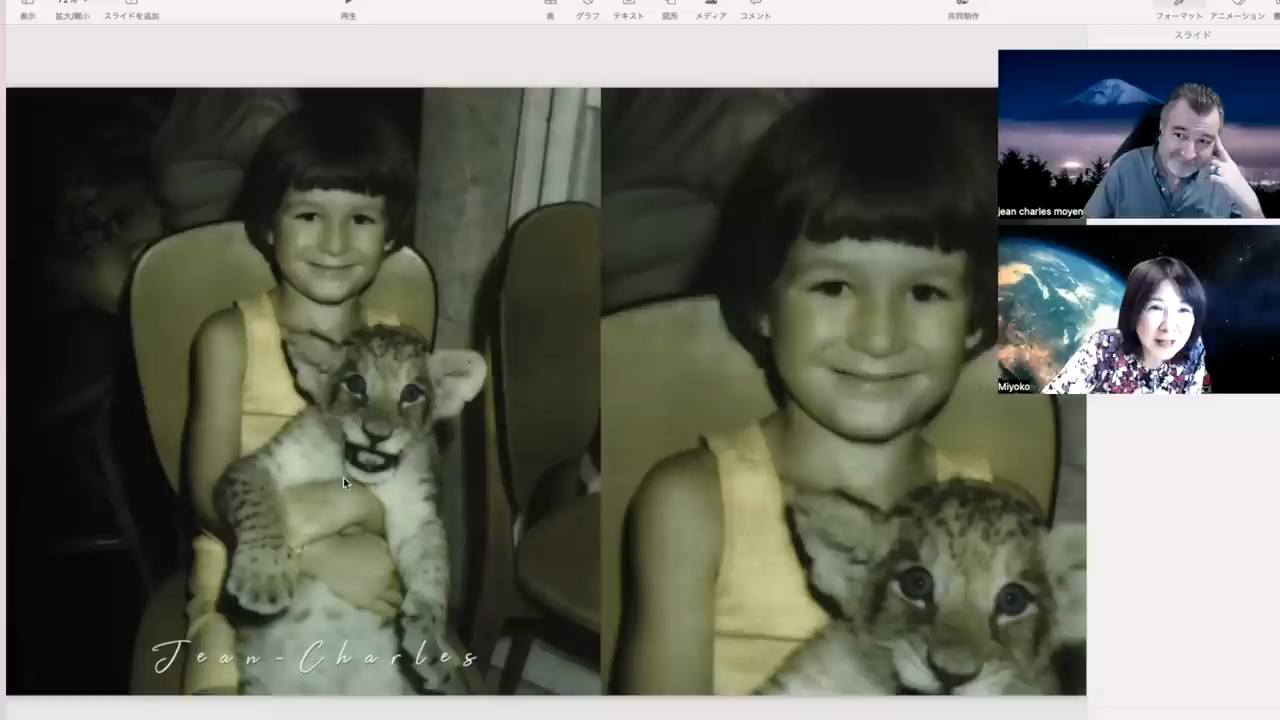 表示 拡大/縮小 スライドを追加 再生 表 グラフ テキスト 図形 メディア コメント 共同制作 フォーマット アニメーション
スライド
jean charles moyen
Miyoko
Jean-Charles